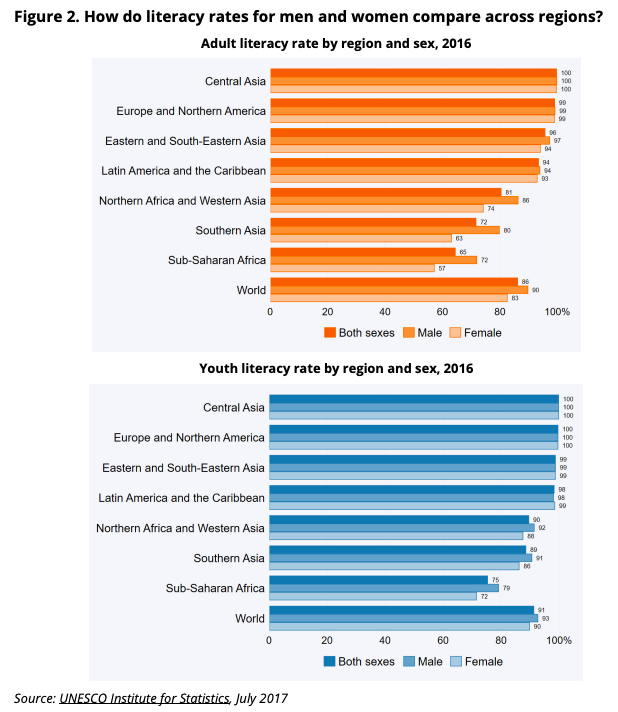 Figure 2. How do literacy rates for men and women compare across regions?
Adult literacy rate by region and sex, 2016
Central Asia
100
100
100
Europe and Northern America
99
99
99
Eastern and South-Eastern Asia
96
97
94
Latin America and the Caribbean
94
94
93
Northern Africa and Western Asia
81
86
74
Southern Asia
72
80
63
Sub-Saharan Africa
65
72
57
World
86
90
83
0 20 40 60 80 100%
Both sexes Male Female
Youth literacy rate by region and sex, 2016
Central Asia
100
100
100
Europe and Northern America
100
100
100
Eastern and South-Eastern Asia
99
99
99
Latin America and the Caribbean
98
98
99
Northern Africa and Western Asia
90
92
88
Southern Asia
89
91
86
Sub-Saharan Africa
75
79
72
World
91
93
90
0 20 40 60 80 100%
Both sexes Male Female
Source: UNESCO Institute for Statistics, July 2017